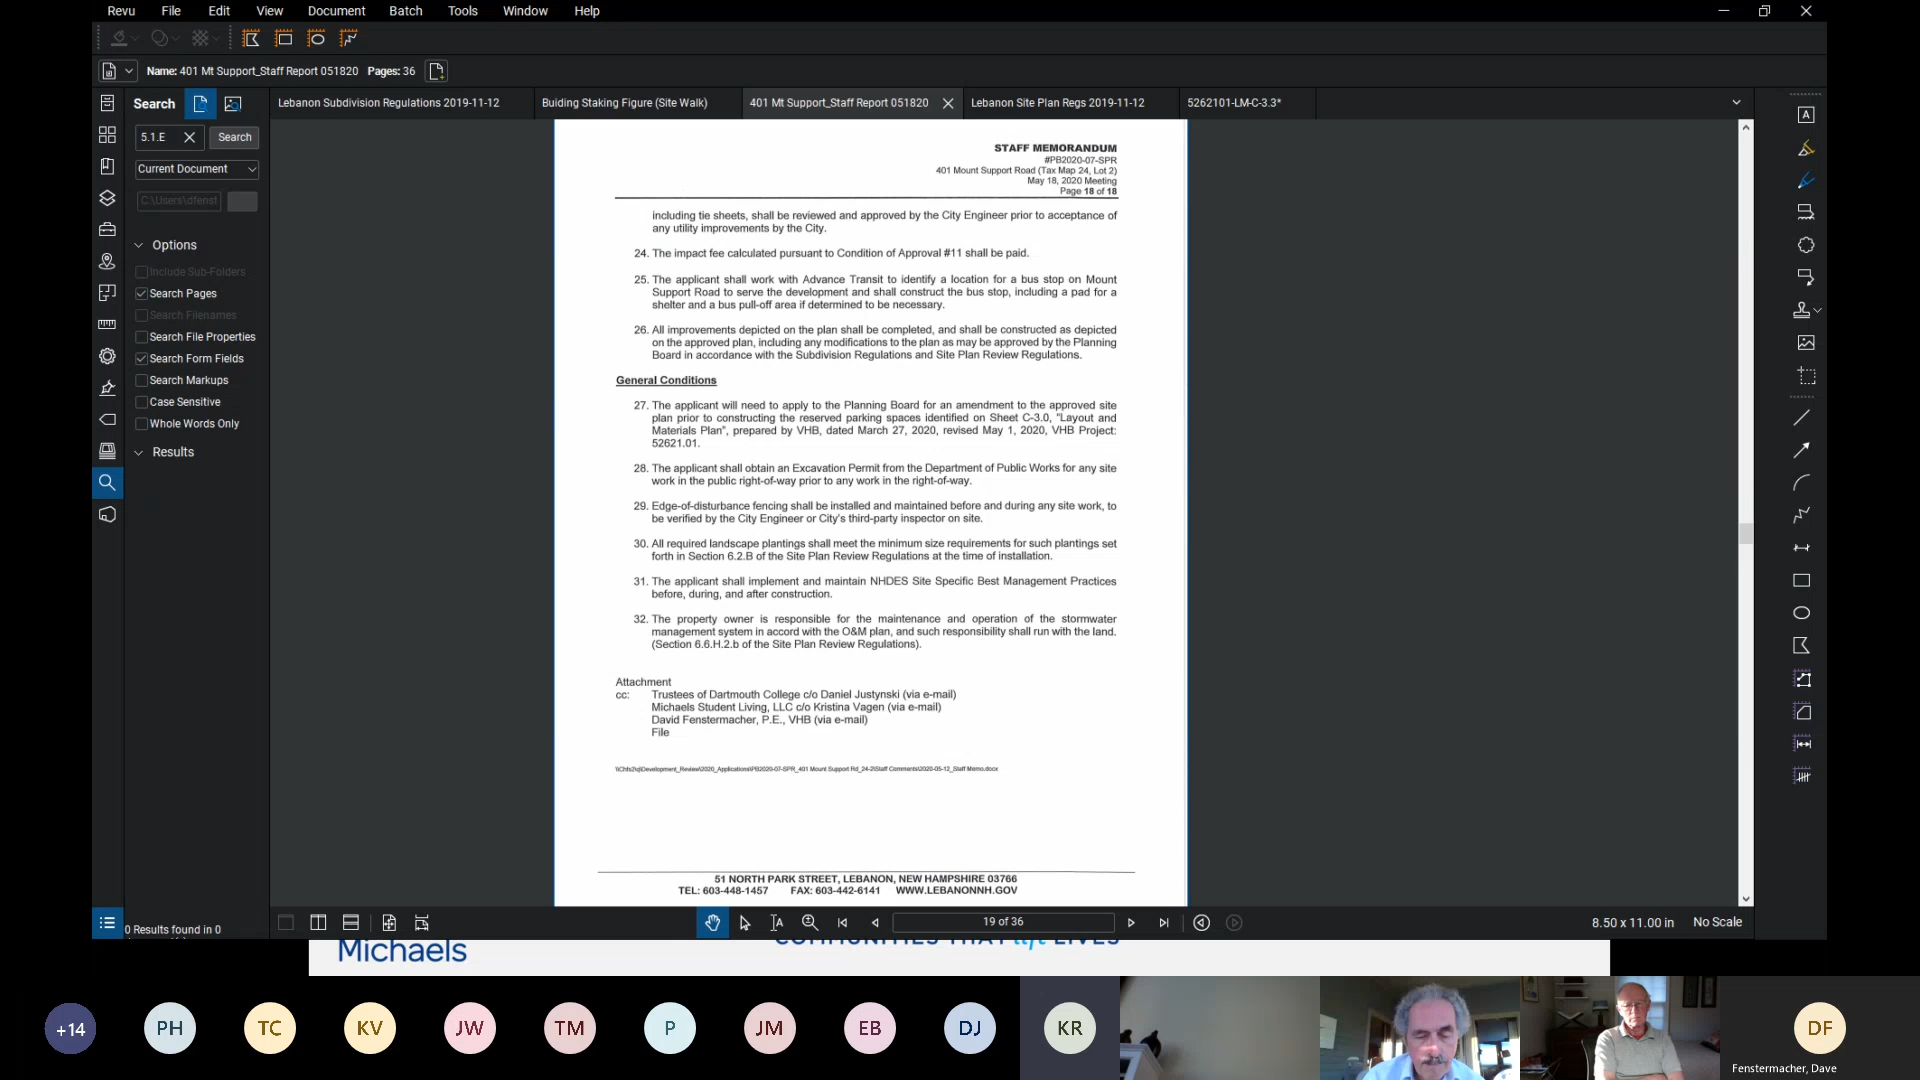 Revu File Edit View Document Batch Tools Window Help
Name: 401 Mt Support_Staff Report 051820 Pages: 36
Search
Lebanon Subdivision Regulations 2019-11-12
Buiding Staking Figure (Site Walk)
401 Mt Support_Staff Report 051820
Lebanon Site Plan Regs 2019-11-12
5262101-LM-C-3.3*
5.1.E
Search
Current Document
C:\Users\dfenst
Options
Include Sub-Folders
Search Pages
Search Filenames
Search File Properties
Search Form Fields
Search Markups
Case Sensitive
Whole Words Only
Results
0 Results found in 0
STAFF MEMORANDUM
#PB2020-07-SPR
401 Mount Support Road (Tax Map 24, Lot 2)
May 18, 2020 Meeting
Page 18 of 18
including tie sheets, shall be reviewed and approved by the City Engineer prior to acceptance of
any utility improvements by the City.
24. The impact fee calculated pursuant to Condition of Approval #11 shall be paid.
25. The applicant shall work with Advance Transit to identify a location for a bus stop on Mount
Support Road to serve the development and shall construct the bus stop, including a pad for a
shelter and a bus pull-off area if determined to be necessary.
26. All improvements depicted on the plan shall be completed, and shall be constructed as depicted
on the approved plan, including any modifications to the plan as may be approved by the Planning
Board in accordance with the Subdivision Regulations and Site Plan Review Regulations.
General Conditions
27. The applicant will need to apply to the Planning Board for an amendment to the approved site
plan prior to constructing the reserved parking spaces identified on Sheet C-3.0, "Layout and
Materials Plan", prepared by VHB, dated March 27, 2020, revised May 1, 2020, VHB Project:
52621.01.
28. The applicant shall obtain an Excavation Permit from the Department of Public Works for any site
work in the public right-of-way prior to any work in the right-of-way.
29. Edge-of-disturbance fencing shall be installed and maintained before and during any site work, to
be verified by the City Engineer or City's third-party inspector on site.
30. All required landscape plantings shall meet the minimum size requirements for such plantings set
forth in Section 6.2.B of the Site Plan Review Regulations at the time of installation.
31. The applicant shall implement and maintain NHDES Site Specific Best Management Practices
before, during, and after construction.
32. The property owner is responsible for the maintenance and operation of the stormwater
management system in accord with the O&M plan, and such responsibility shall run with the land.
(Section 6.6.H.2.b of the Site Plan Review Regulations).
Attachment
cc: Trustees of Dartmouth College c/o Daniel Justynski (via e-mail)
Michaels Student Living, LLC c/o Kristina Vagen (via e-mail)
David Fenstermacher, P.E., VHB (via e-mail)
File
51 NORTH PARK STREET, LEBANON, NEW HAMPSHIRE 03766
TEL: 603-448-1457 FAX: 603-442-6141 WWW.LEBANONNH.GOV
19 of 36
8.50 x 11.00 in No Scale
Michaels
COMMUNITIES THAT lift LIVES
+14 PH TC KV JW TM P JM EB DJ KR DF
Fenstermacher, Dave